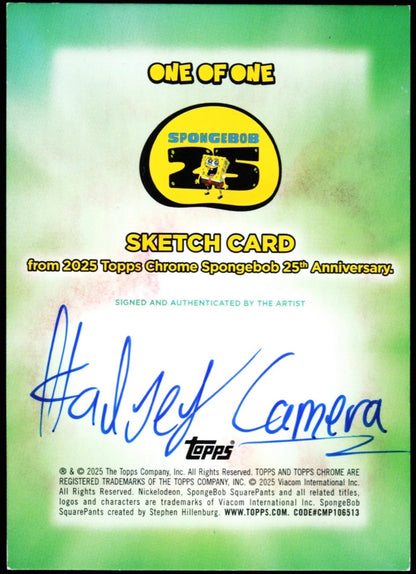 ONE OF ONE
SPONGEBOB
25
SKETCH CARD
from 2025 Topps Chrome Spongebob 25th Anniversary.
SIGNED AND AUTHENTICATED BY THE ARTIST
Camera
topps®
® & © 2025 The Topps Company, Inc. All Rights Reserved. TOPPS AND TOPPS CHROME ARE
REGISTERED TRADEMARKS OF THE TOPPS COMPANY, INC. © 2025 Viacom International Inc.
All Rights Reserved. Nickelodeon, SpongeBob SquarePants and all related titles,
logos and characters are trademarks of Viacom International Inc. SpongeBob
SquarePants created by Stephen Hillenburg. WWW.TOPPS.COM. CODE#CMP106513